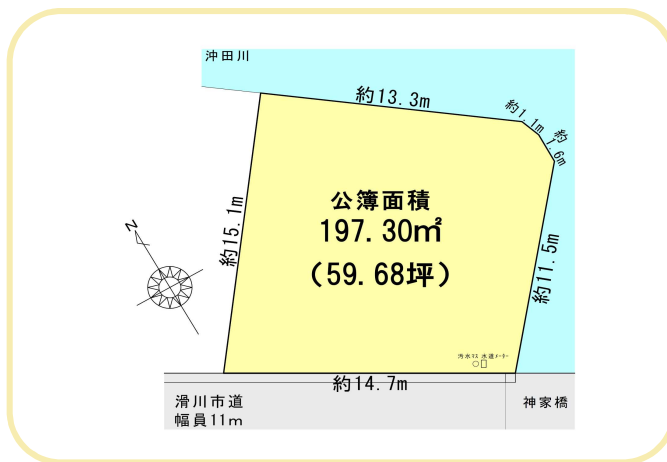 沖田川
約13.3m
約1.1m
約1.6m
公簿面積
197.30㎡
(59.68坪)
約15.1m
約11.5m
N
汚水マス 水道メーター
約14.7m
滑川市道
幅員11m
神家橋